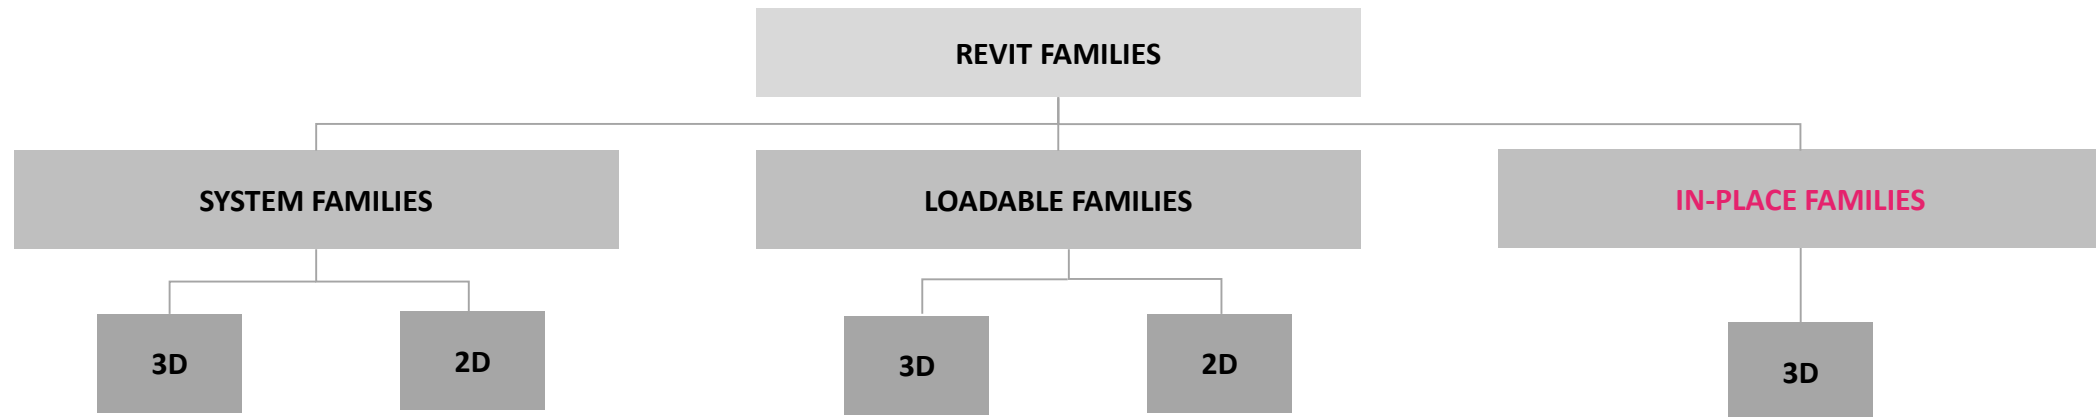 REVIT FAMILIES
SYSTEM FAMILIES
LOADABLE FAMILIES
IN-PLACE FAMILIES
3D
2D
3D
2D
3D